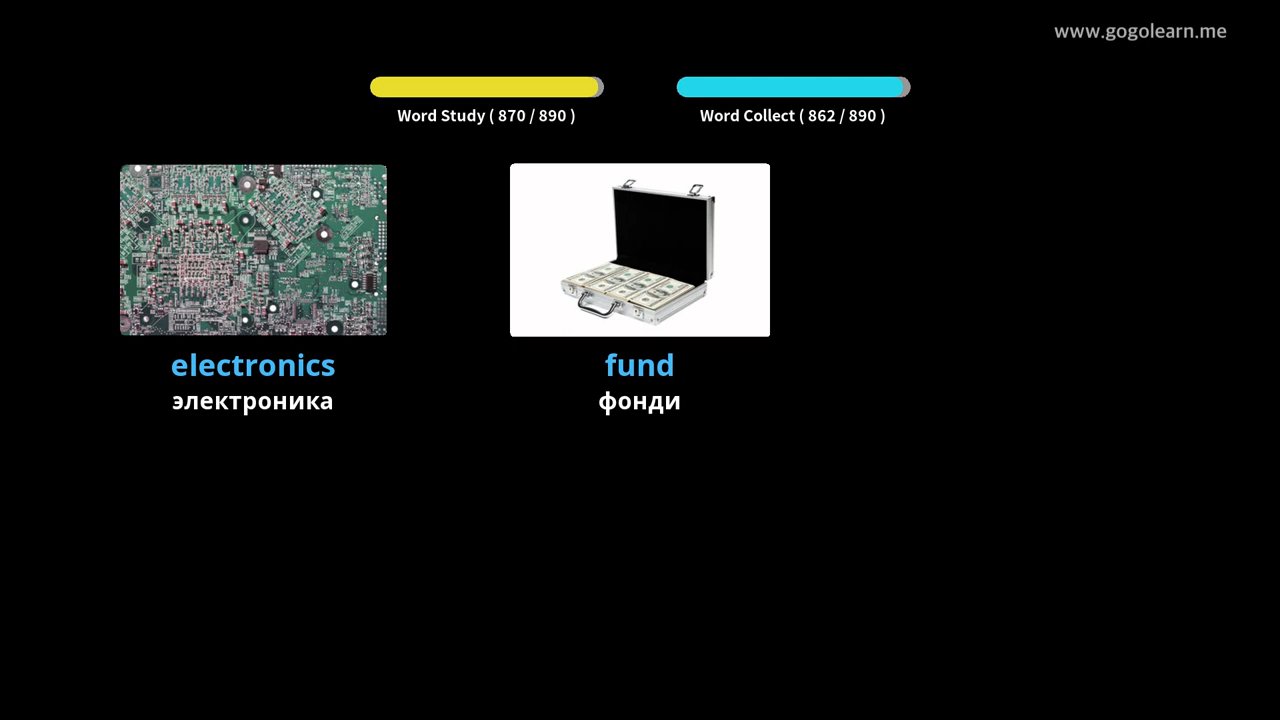 www.gogolearn.me
Word Study ( 870 / 890 )
Word Collect ( 862 / 890 )
electronics
электроника
fund
фонди